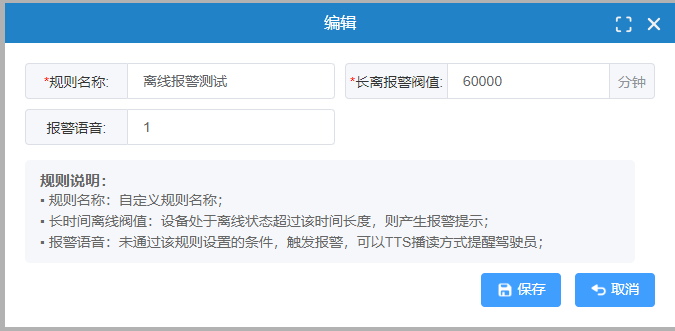 编辑
*规则名称: 离线报警测试 *长离报警阀值: 60000 分钟
报警语音: 1
规则说明:
▪ 规则名称：自定义规则名称；
▪ 长时间离线阀值：设备处于离线状态超过该时间长度，则产生报警提示；
▪ 报警语音：未通过该规则设置的条件，触发报警，可以TTS播读方式提醒驾驶员；
保存 取消